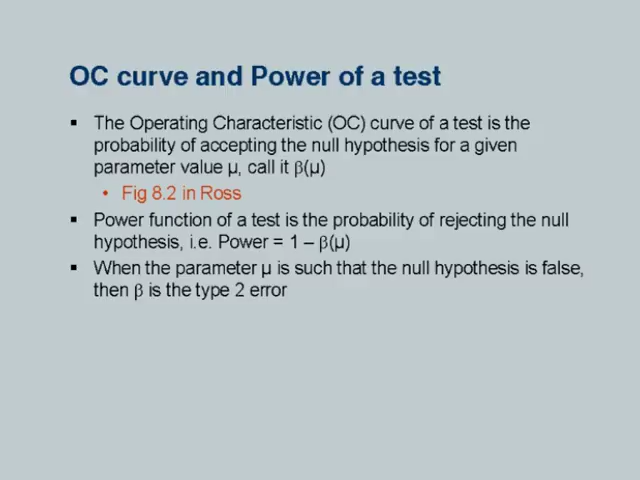 OC curve and Power of a test
▪ The Operating Characteristic (OC) curve of a test is the
probability of accepting the null hypothesis for a given
parameter value μ, call it β(μ)
• Fig 8.2 in Ross
▪ Power function of a test is the probability of rejecting the null
hypothesis, i.e. Power = 1 – β(μ)
▪ When the parameter μ is such that the null hypothesis is false,
then β is the type 2 error